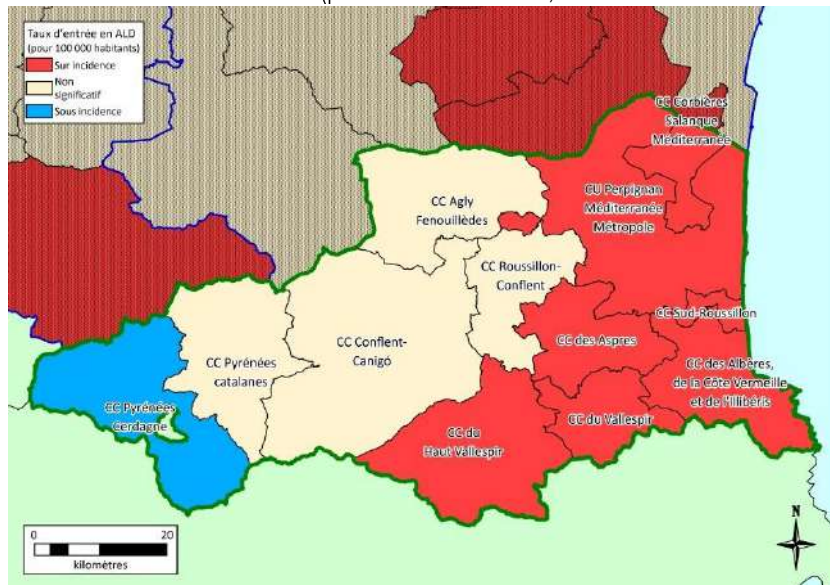 Taux d'entrée en ALD
(pour 100 000 habitants)
Sur incidence
Non
significatif
Sous incidence
CC Corbières
Salanque
Méditerranée
CC Agly
Fenouillèdes
CU Perpignan
Méditerranée
Métropole
CC Roussillon-
Conflent
CC Sud-Roussillon
CC des Aspres
CC Pyrénées
catalanes
CC Conflent-
Canigó
CC des Albères,
de la Côte Vermeille
et de l'Illibéris
CC Pyrénées
Cerdagne
CC du Vallespir
CC du
Haut Vallespir
0 20
kilomètres
N